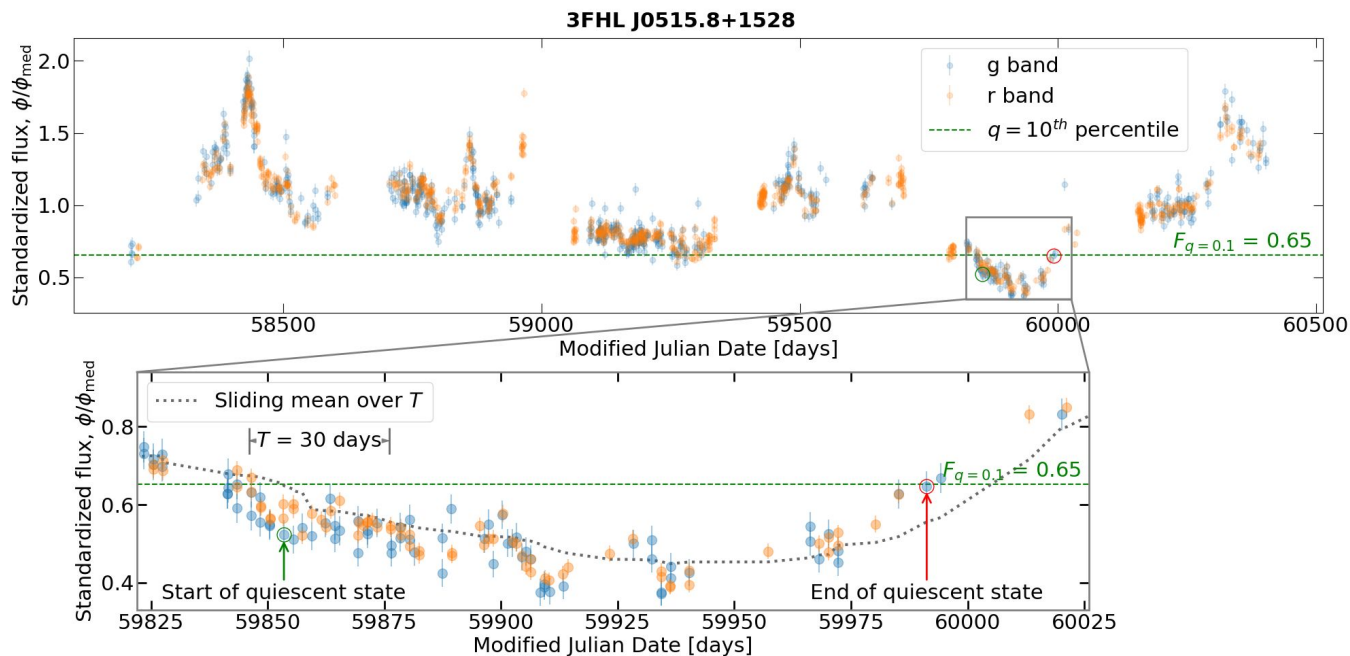 3FHL J0515.8+1528
Standardized flux, ϕ/ϕmed
2.0
1.5
1.0
0.5
g band
r band
q = 10th percentile
Fq=0.1 = 0.65
58500 59000 59500 60000 60500
Modified Julian Date [days]
Standardized flux, ϕ/ϕmed
0.8
0.6
0.4
Sliding mean over T
T = 30 days
Fq=0.1 = 0.65
Start of quiescent state
End of quiescent state
59825 59850 59875 59900 59925 59950 59975 60000 60025
Modified Julian Date [days]